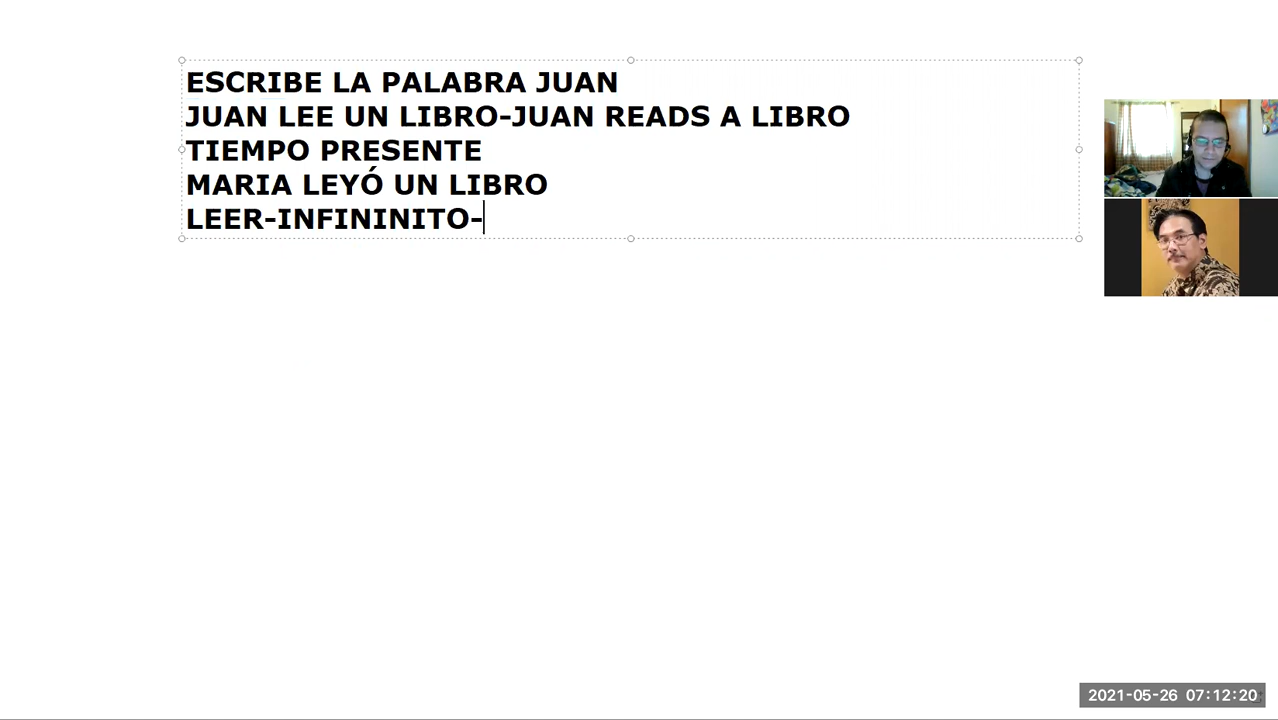 ESCRIBE LA PALABRA JUAN
JUAN LEE UN LIBRO-JUAN READS A LIBRO
TIEMPO PRESENTE
MARIA LEYÓ UN LIBRO
LEER-INFININITO-
2021-05-26 07:12:20